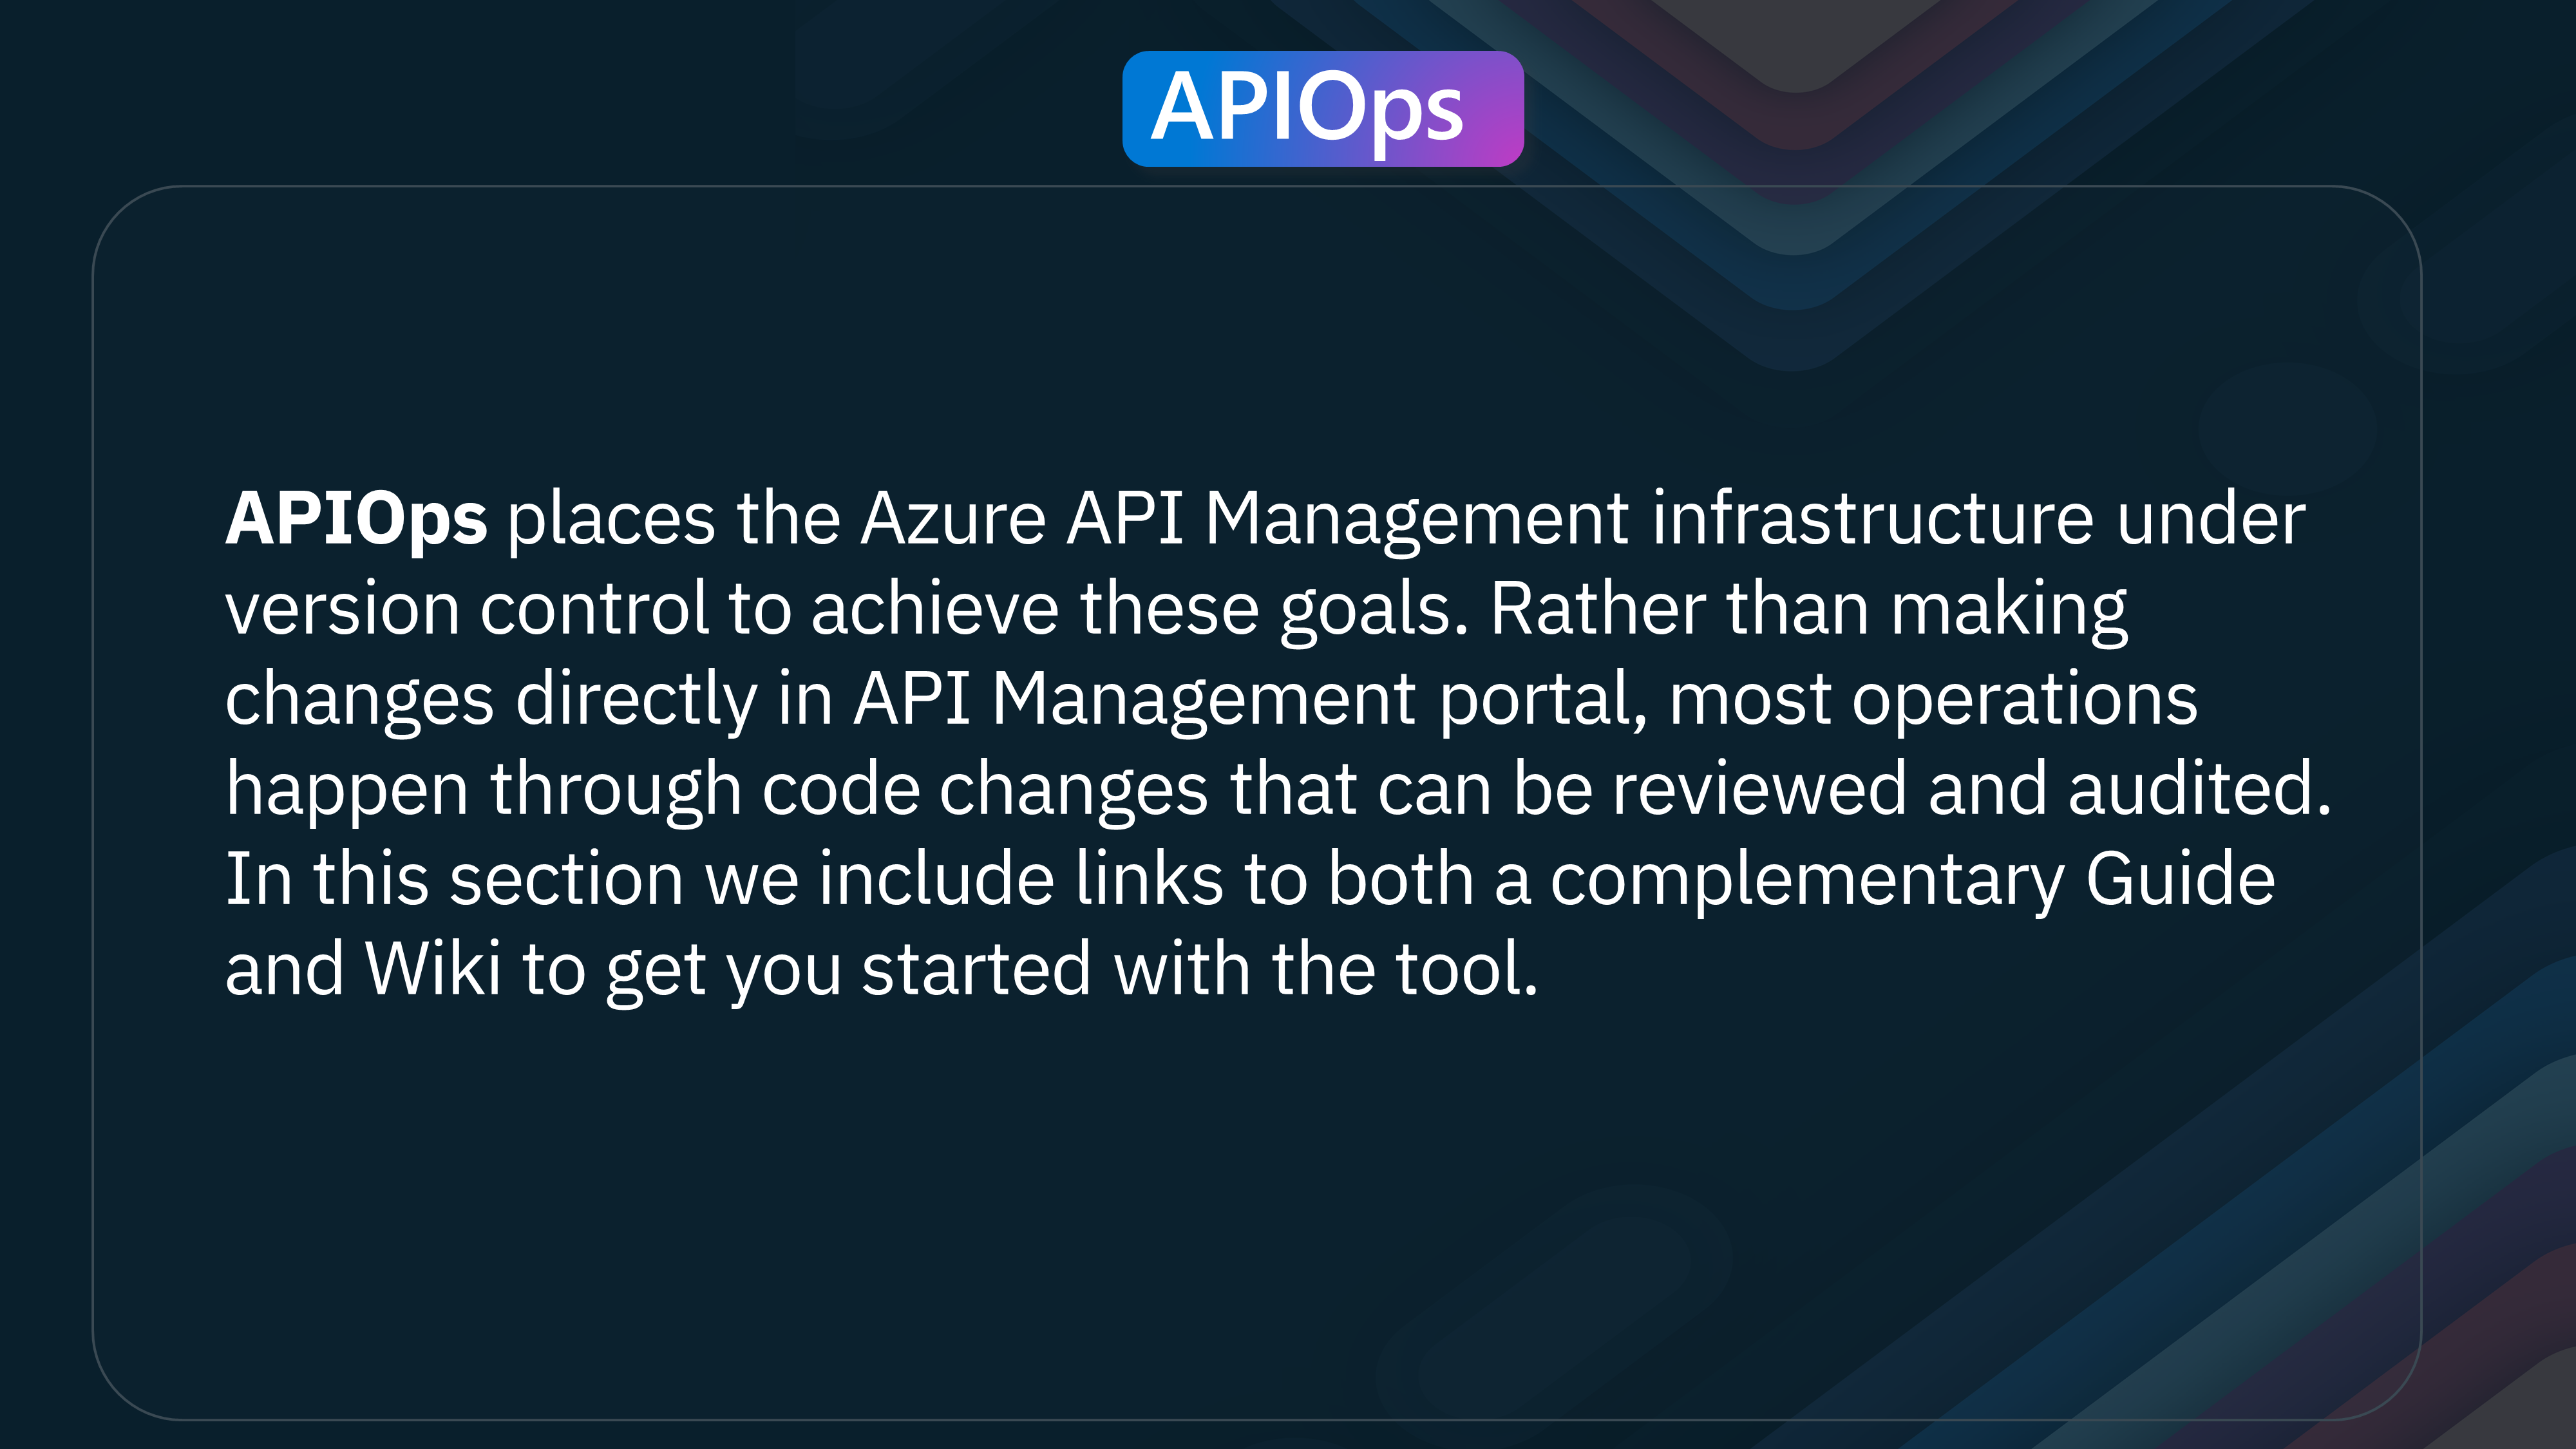 APIOps
APIOps places the Azure API Management infrastructure under
version control to achieve these goals. Rather than making
changes directly in API Management portal, most operations
happen through code changes that can be reviewed and audited.
In this section we include links to both a complementary Guide
and Wiki to get you started with the tool.